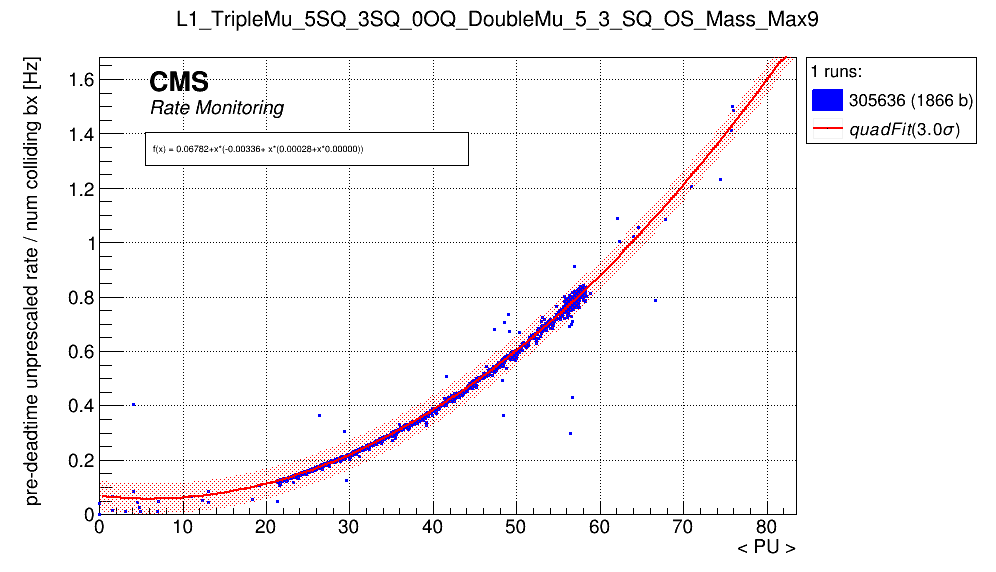 L1_TripleMu_5SQ_3SQ_0OQ_DoubleMu_5_3_SQ_OS_Mass_Max9
pre-deadtime unprescaled rate / num colliding bx [Hz]
CMS
Rate Monitoring
f(x) = 0.06782+x*(-0.00336+ x*(0.00028+x*0.00000))
1 runs:
305636 (1866 b)
quadFit(3.0σ)
1.6
1.4
1.2
1
0.8
0.6
0.4
0.2
0
0 10 20 30 40 50 60 70 80
< PU >